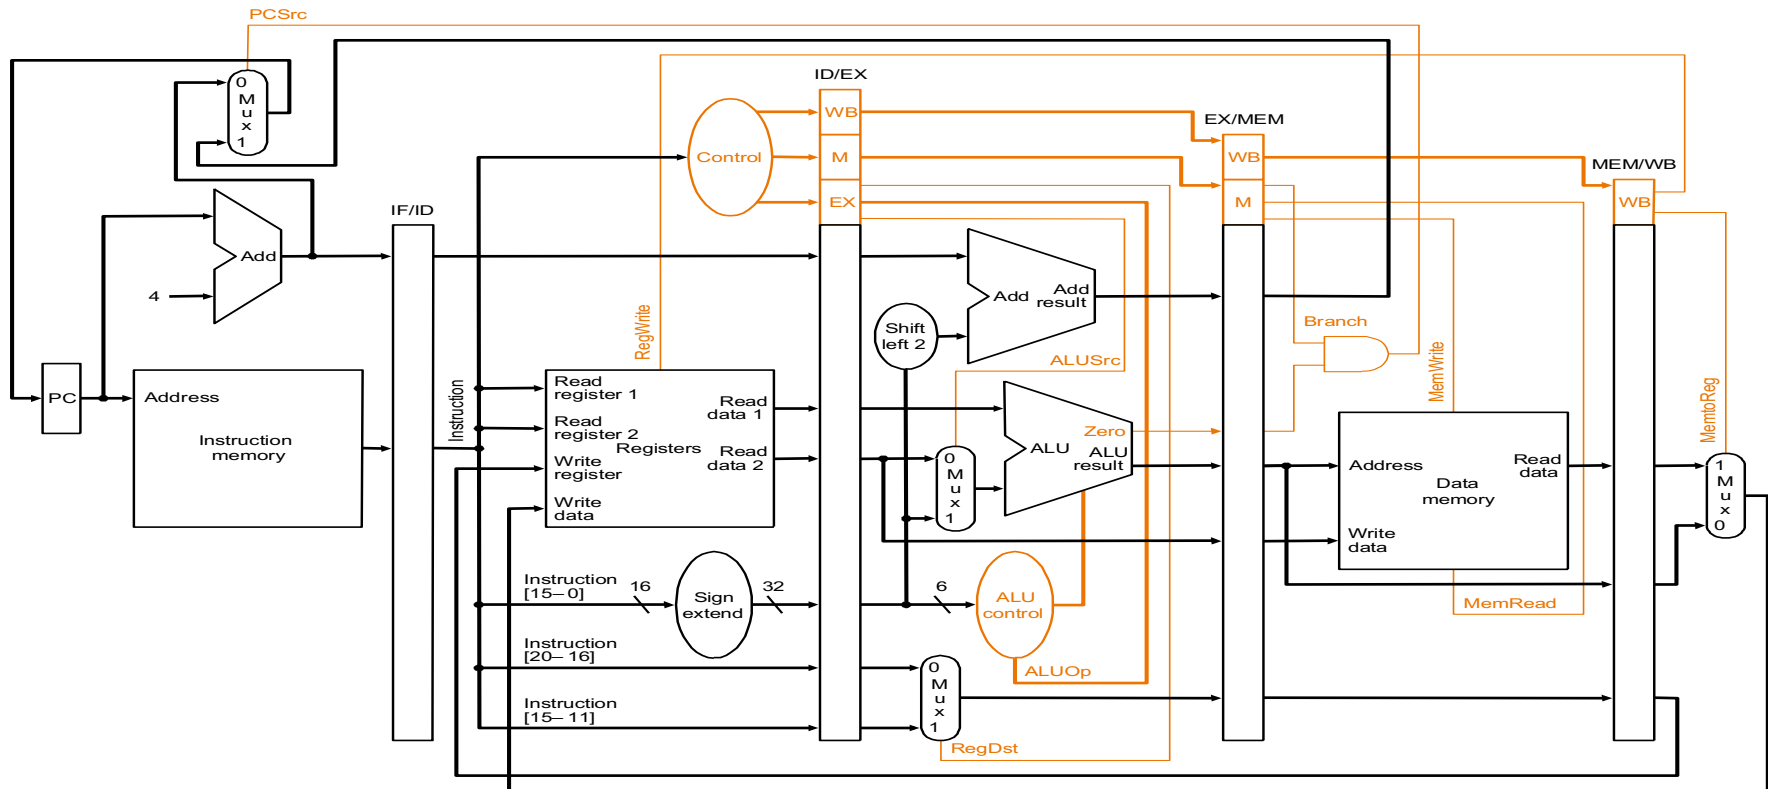 PCSrc
ID/EX
0
M
u
x
1
WB
EX/MEM
Control
M
WB
MEM/WB
IF/ID
EX
M
WB
Add
4
Add
Add
result
Shift
left 2
Branch
RegWrite
ALUSrc
MemWrite
MemtoReg
PC
Address
Instruction
memory
Instruction
Read
register 1
Read
data 1
Read
register 2
Registers
Read
data 2
Write
register
Write
data
Zero
ALU
ALU
result
0
M
u
x
1
Address
Read
data
Data
memory
Write
data
1
M
u
x
0
Instruction
[15– 0]
16
Sign
extend
32
6
ALU
control
MemRead
Instruction
[20– 16]
ALUOp
0
M
u
x
1
Instruction
[15– 11]
RegDst